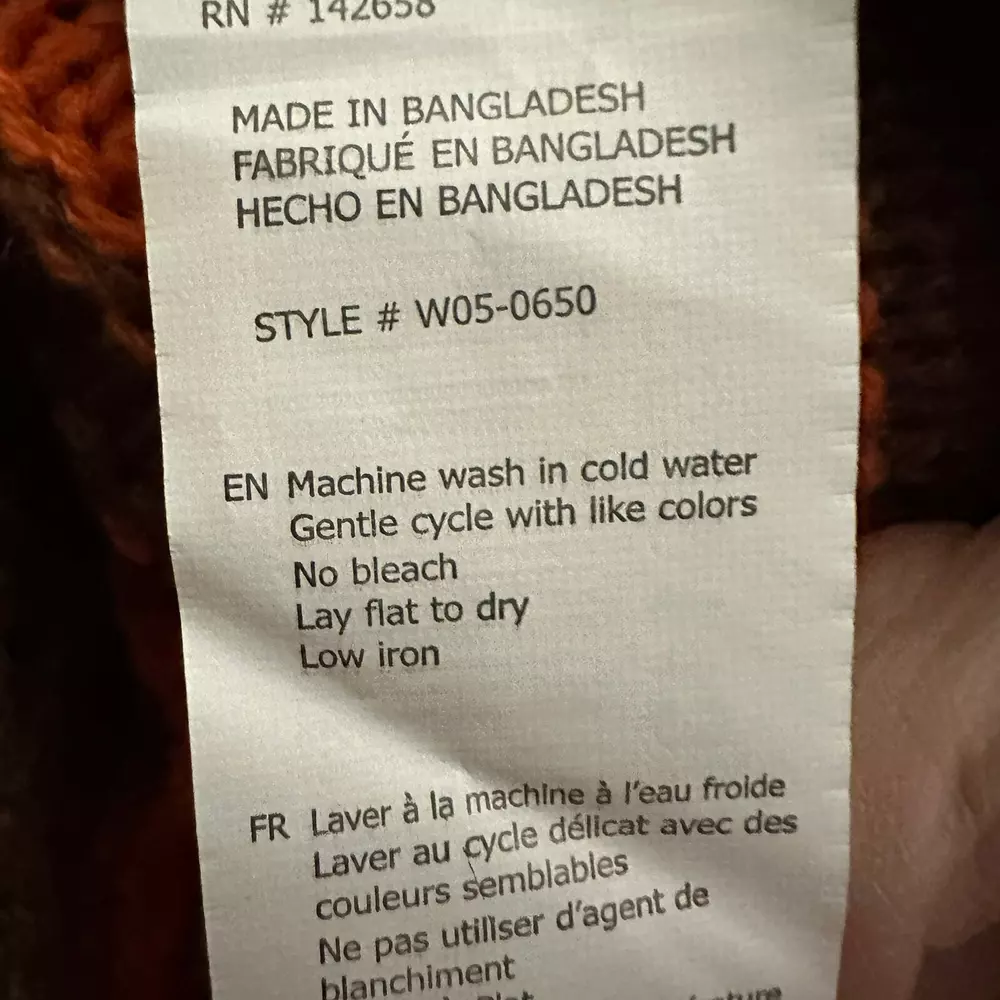 RN # 142658
MADE IN BANGLADESH
FABRIQUÉ EN BANGLADESH
HECHO EN BANGLADESH
STYLE # W05-0650
EN Machine wash in cold water
Gentle cycle with like colors
No bleach
Lay flat to dry
Low iron
FR Laver à la machine à l'eau froide
Laver au cycle délicat avec des
couleurs semblables
Ne pas utiliser d'agent de
blanchiment